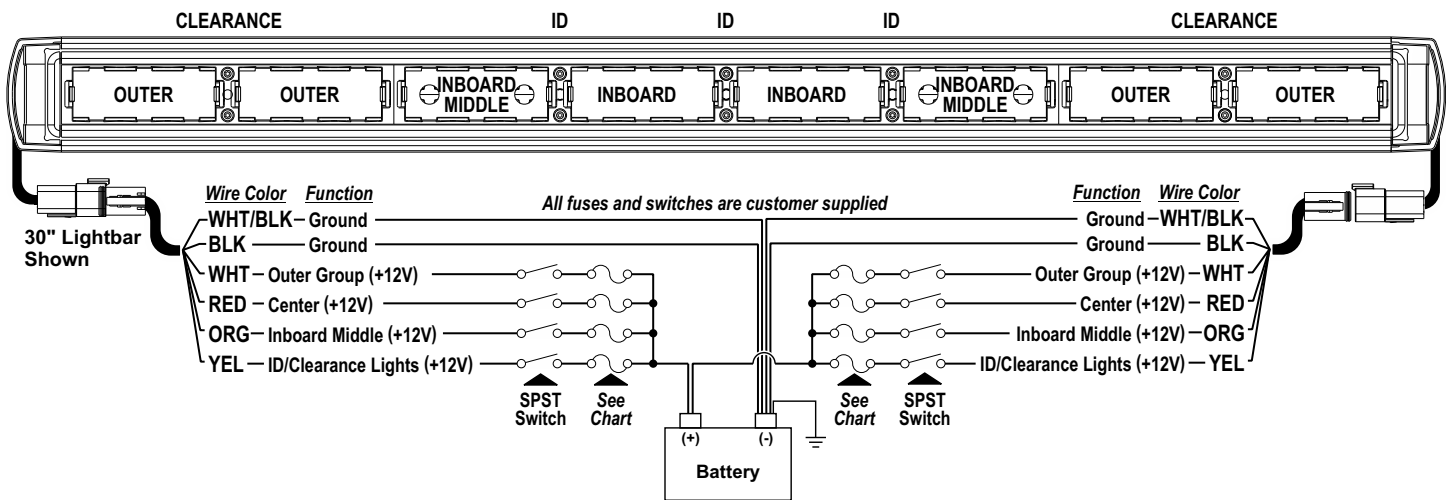 CLEARANCE ID ID ID CLEARANCE
OUTER OUTER INBOARD MIDDLE INBOARD INBOARD INBOARD MIDDLE OUTER OUTER
30" Lightbar
Shown
Wire Color Function
WHT/BLK Ground
BLK Ground
WHT Outer Group (+12V)
RED Center (+12V)
ORG Inboard Middle (+12V)
YEL ID/Clearance Lights (+12V)
SPST
Switch
See
Chart
All fuses and switches are customer supplied
Function Wire Color
Ground WHT/BLK
Ground BLK
Outer Group (+12V) WHT
Center (+12V) RED
Inboard Middle (+12V) ORG
ID/Clearance Lights (+12V) YEL
See
Chart
SPST
Switch
(+) (-)
Battery